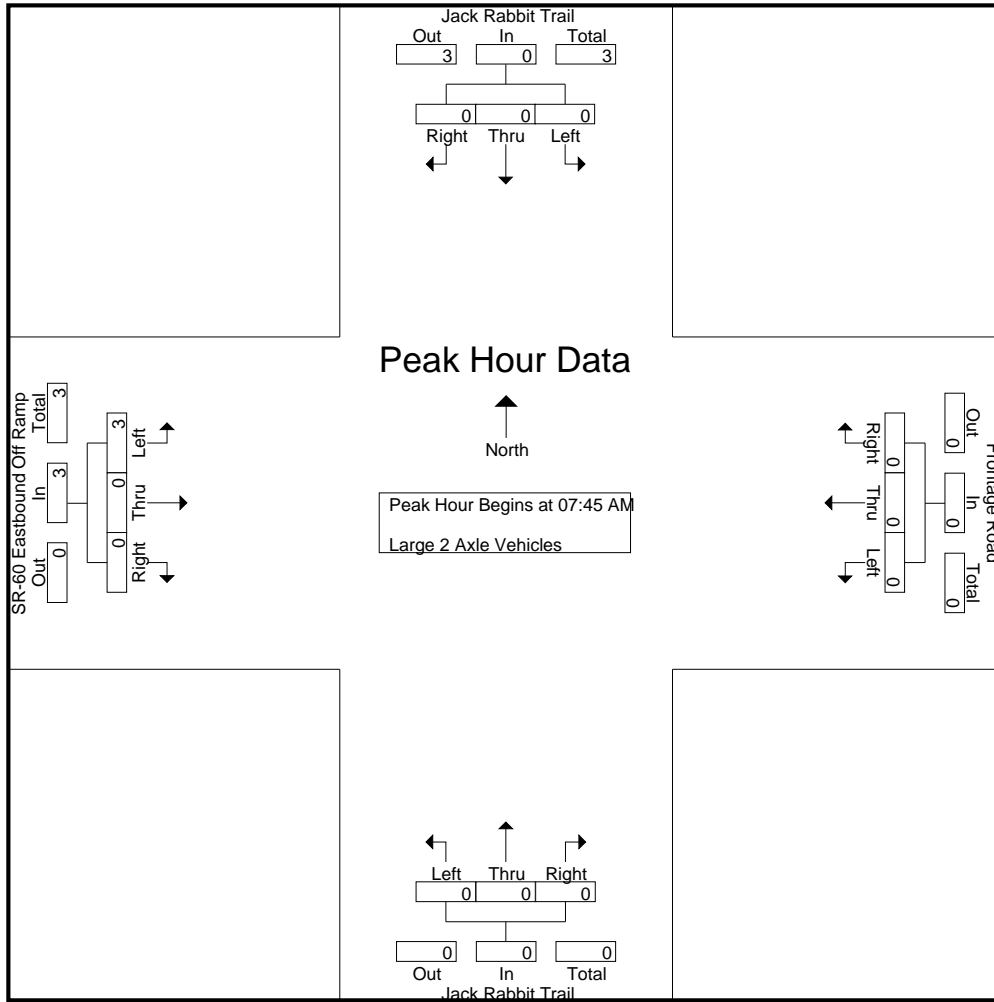 Jack Rabbit Trail
Out In Total
3 0 3
0 0 0
Right Thru Left
Peak Hour Data
North
Peak Hour Begins at 07:45 AM
Large 2 Axle Vehicles
SR-60 Eastbound Off Ramp
Out In Total
0 3 3
3 0 0
Left Thru Right
Frontage Road
Out In Total
0 0 0
0 0 0
Right Thru Left
Left Thru Right
0 0 0
0 0 0
Out In Total
Jack Rabbit Trail